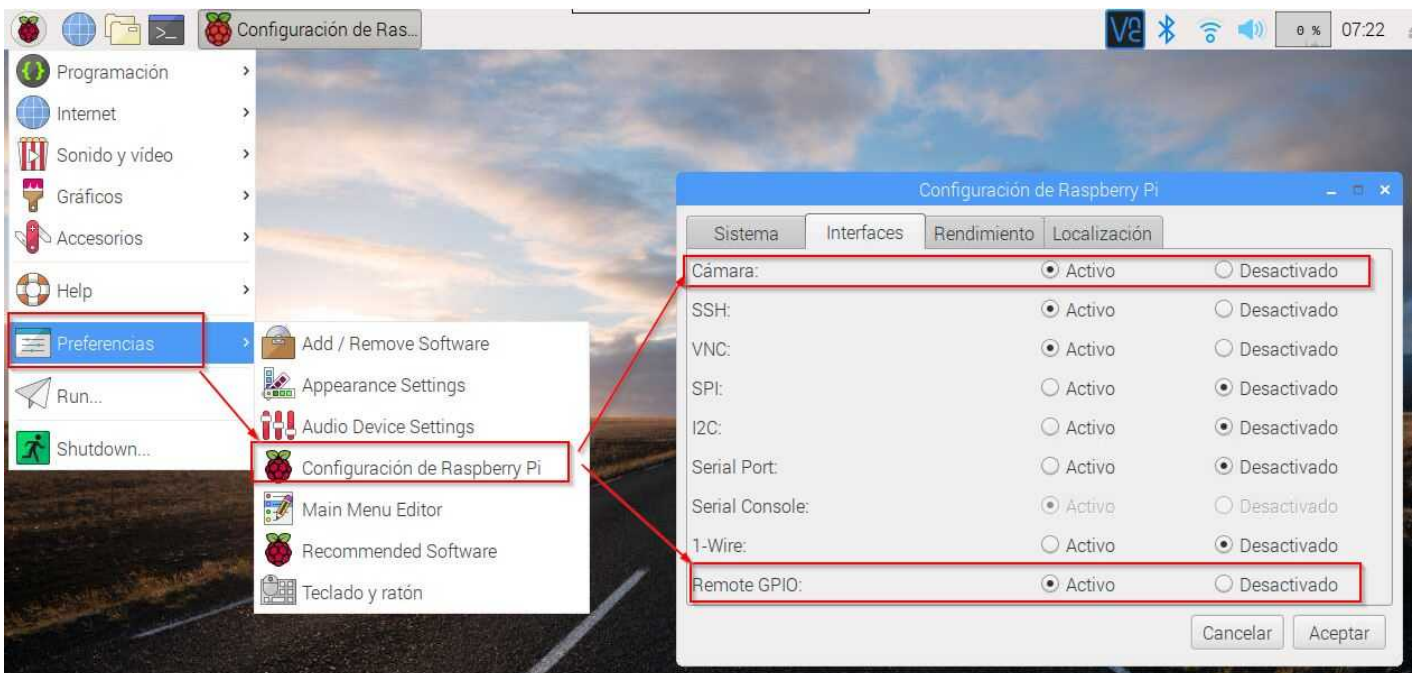 Configuración de Ras...
0 %
07:22
Programación
Internet
Sonido y vídeo
Gráficos
Accesorios
Help
Preferencias
Run...
Shutdown...
Add / Remove Software
Appearance Settings
Audio Device Settings
Configuración de Raspberry Pi
Main Menu Editor
Recommended Software
Teclado y ratón
Configuración de Raspberry Pi
Sistema Interfaces Rendimiento Localización
Cámara: Activo Desactivado
SSH: Activo Desactivado
VNC: Activo Desactivado
SPI: Activo Desactivado
I2C: Activo Desactivado
Serial Port: Activo Desactivado
Serial Console: Activo Desactivado
1-Wire: Activo Desactivado
Remote GPIO: Activo Desactivado
Cancelar Aceptar